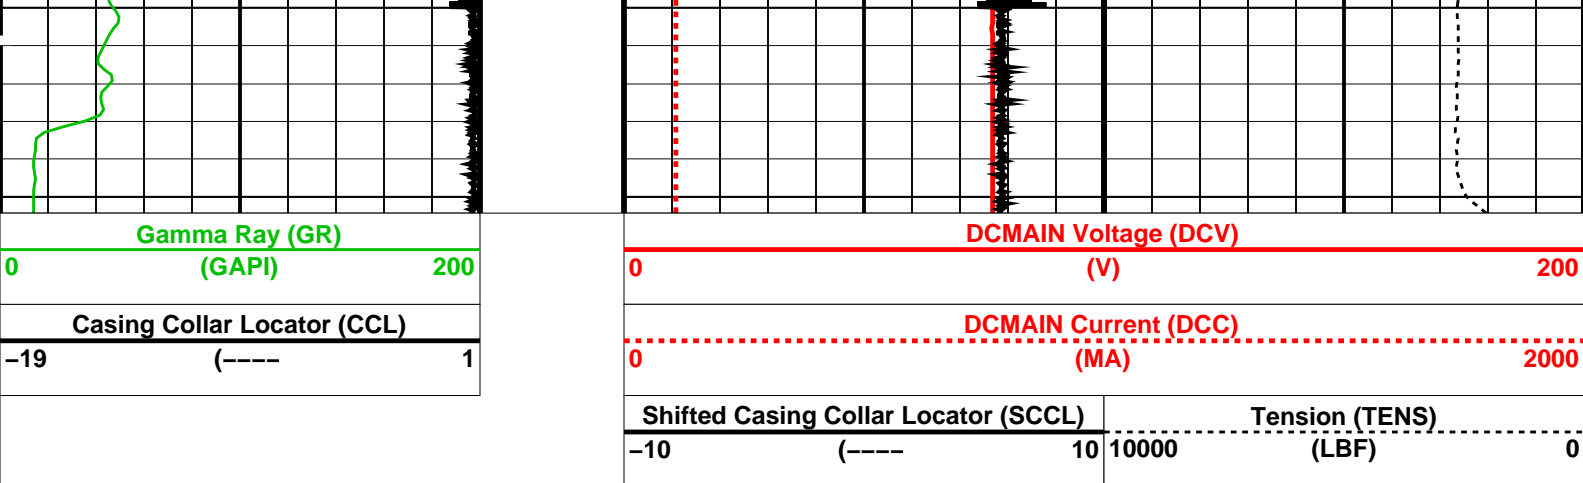 Gamma Ray (GR)
0 (GAPI) 200
Casing Collar Locator (CCL)
−19 (−−−− 1
DCMAIN Voltage (DCV)
0 (V) 200
DCMAIN Current (DCC)
0 (MA) 2000
Shifted Casing Collar Locator (SCCL)
−10 (−−−− 10
Tension (TENS)
10000 (LBF) 0